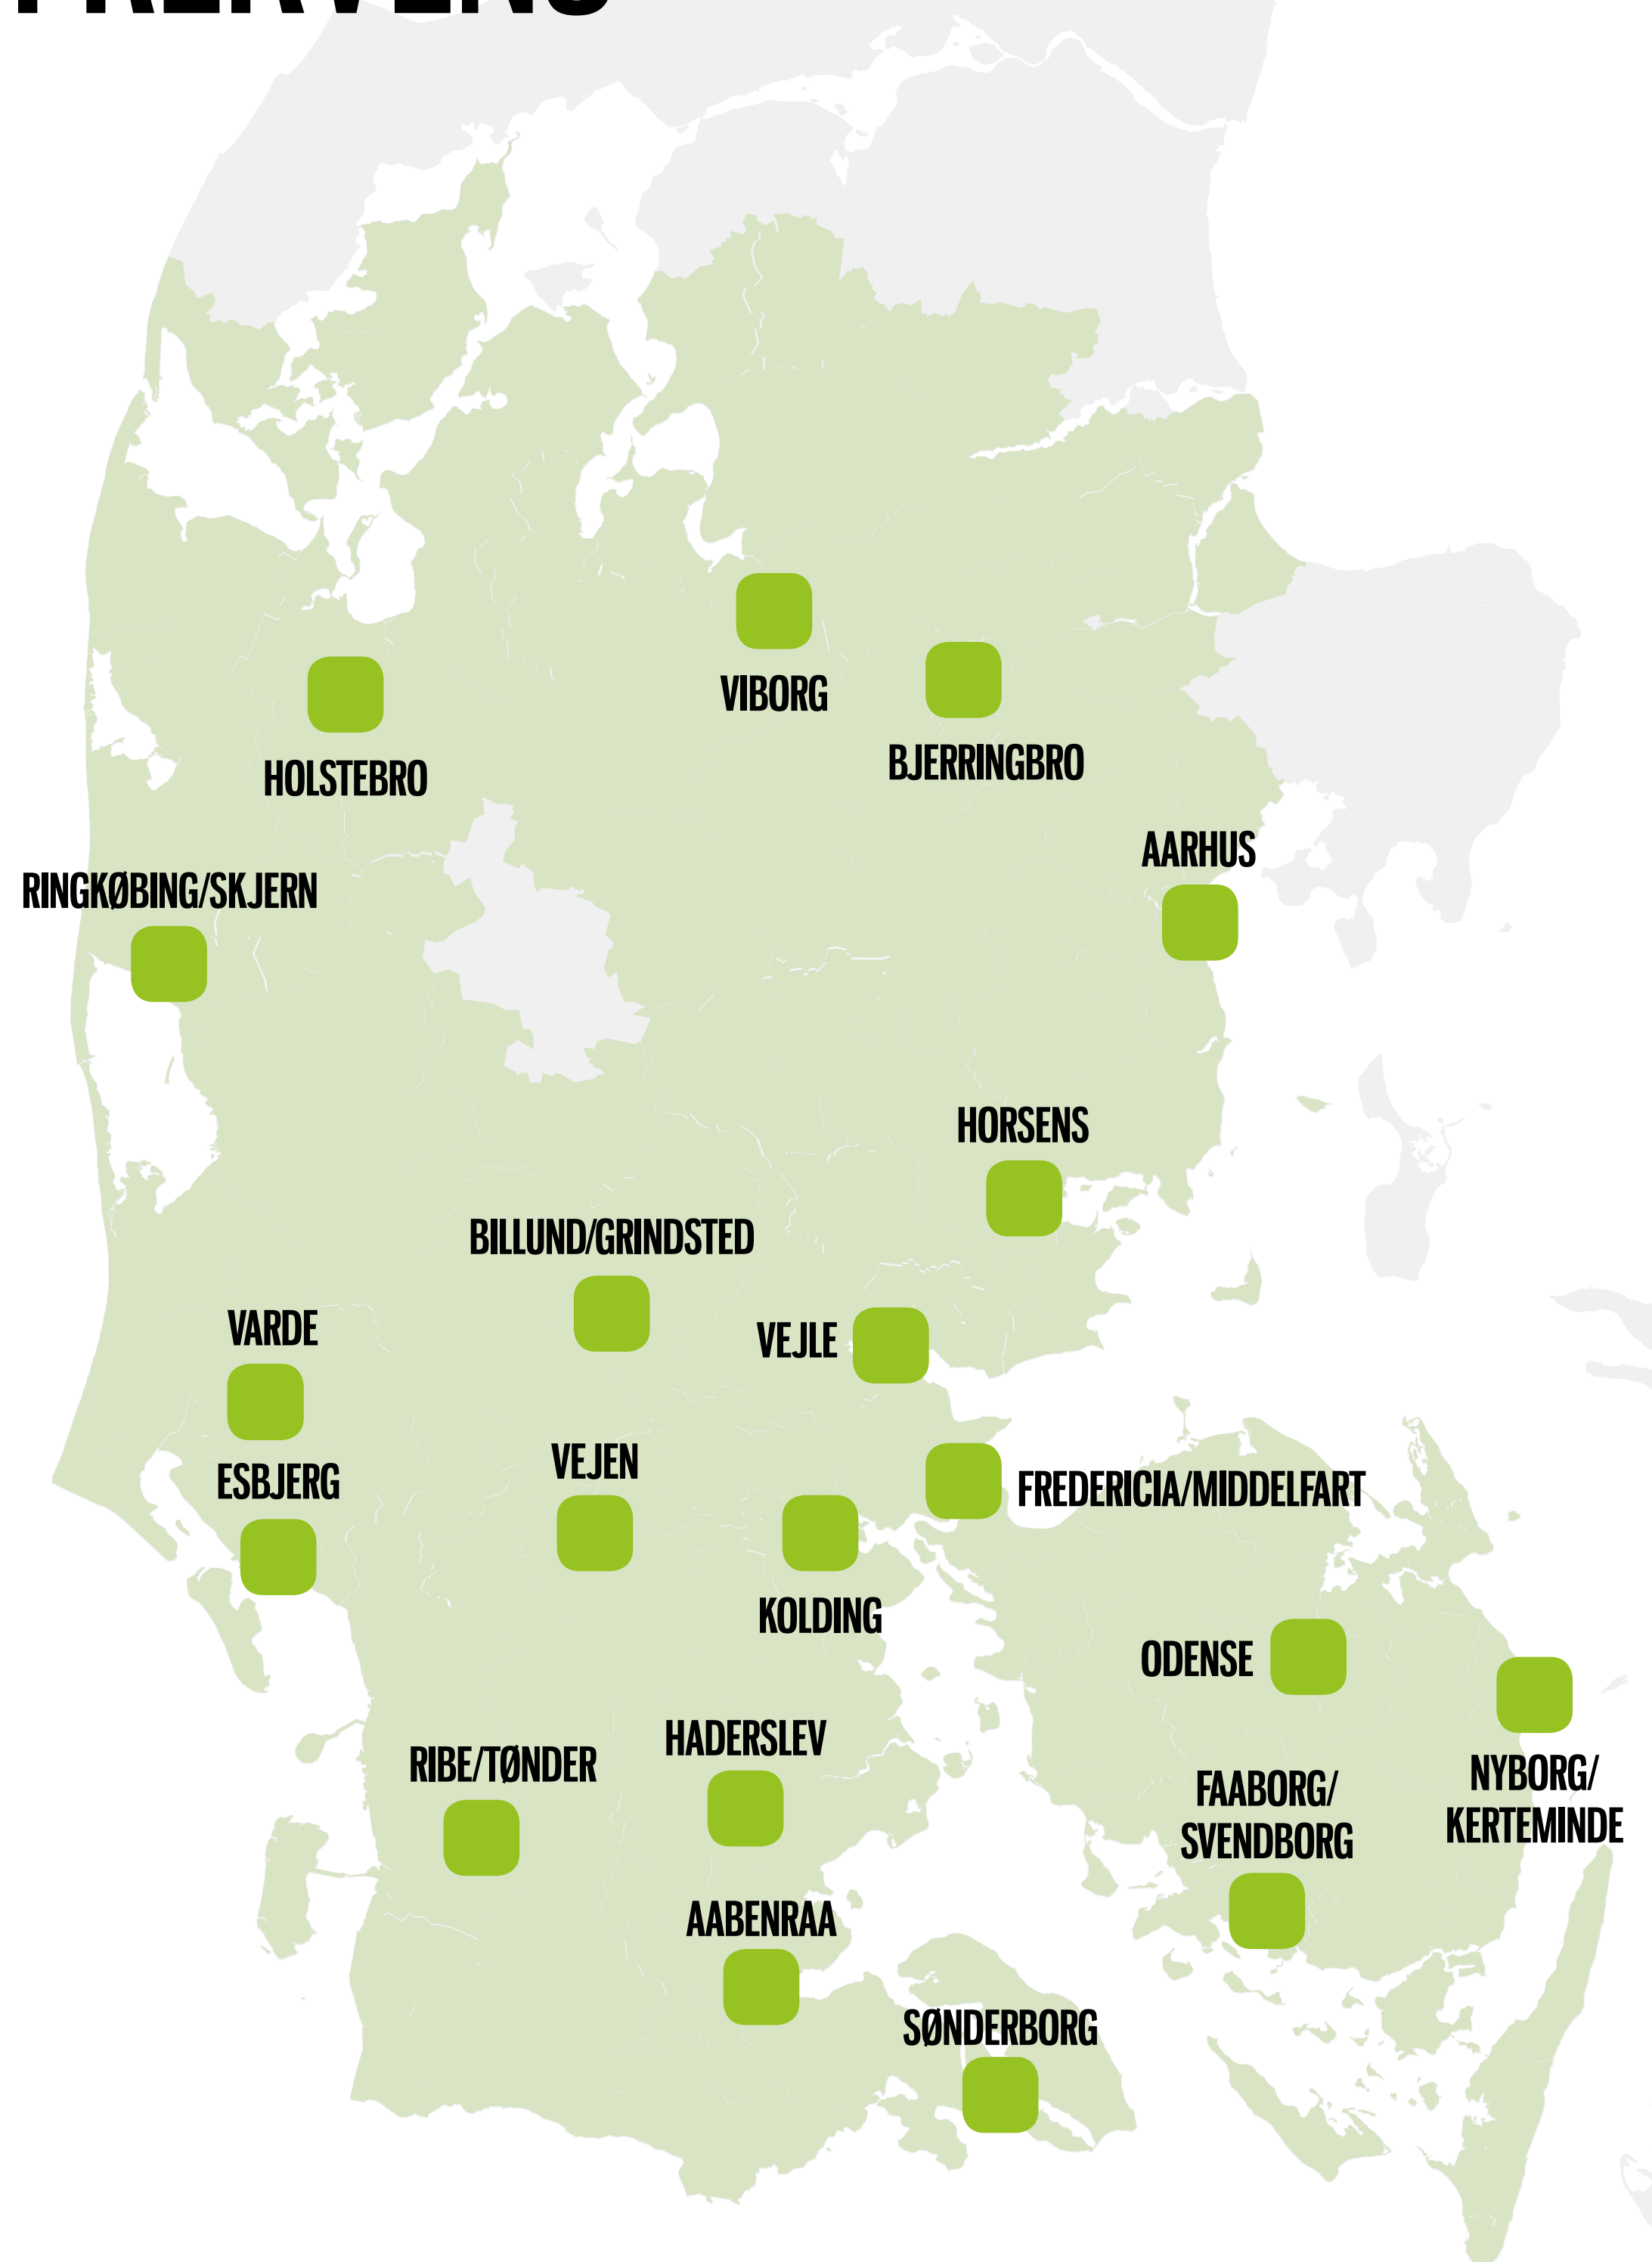 VIBORG
BJERRINGBRO
HOLSTEBRO
AARHUS
RINGKØBING/SKJERN
HORSENS
BILLUND/GRINDSTED
VARDE
VEJLE
VEJEN
ESBJERG
FREDERICIA/MIDDELFART
KOLDING
ODENSE
HADERSLEV
RIBE/TØNDER
NYBORG/
KERTEMINDE
FAABORG/
SVENDBORG
AABENRAA
SØNDERBORG